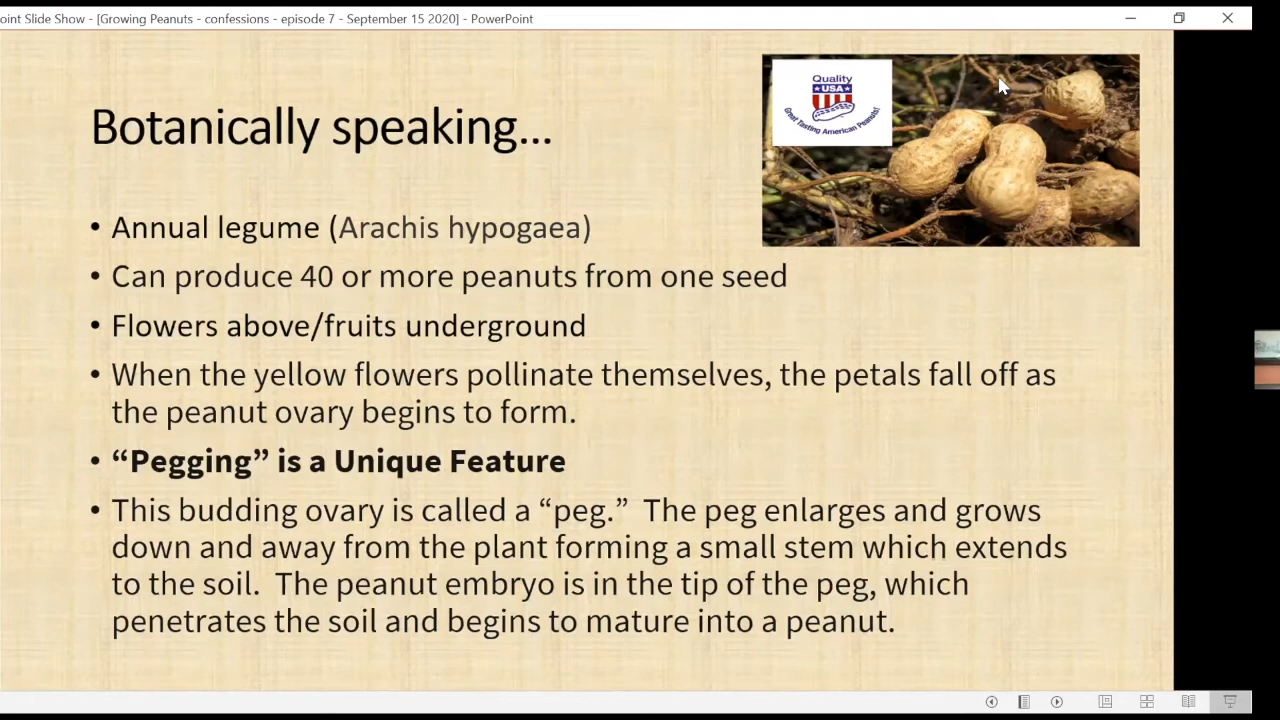 oint Slide Show - [Growing Peanuts - confessions - episode 7 - September 15 2020] - PowerPoint
Quality
USA
Great Tasting American Peanuts!
Botanically speaking...
• Annual legume (Arachis hypogaea)
• Can produce 40 or more peanuts from one seed
• Flowers above/fruits underground
• When the yellow flowers pollinate themselves, the petals fall off as
the peanut ovary begins to form.
• “Pegging” is a Unique Feature
• This budding ovary is called a “peg.”  The peg enlarges and grows
down and away from the plant forming a small stem which extends
to the soil.  The peanut embryo is in the tip of the peg, which
penetrates the soil and begins to mature into a peanut.